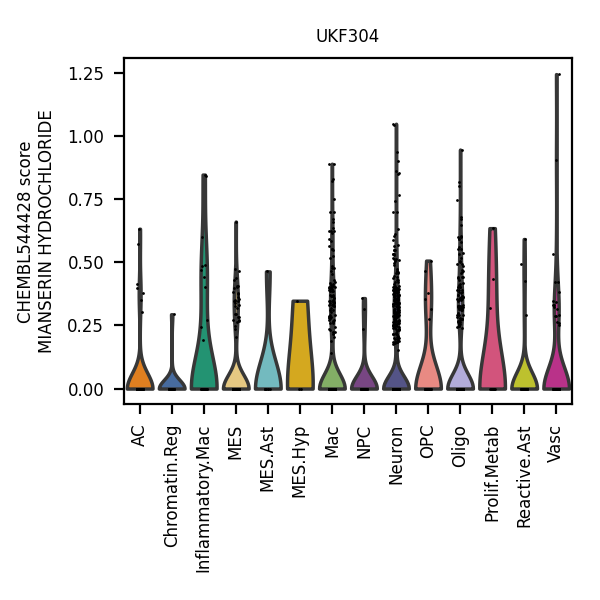 UKF304
CHEMBL544428 score
MIANSERIN HYDROCHLORIDE
1.25
1.00
0.75
0.50
0.25
0.00
AC
Chromatin.Reg
Inflammatory.Mac
MES
MES.Ast
MES.Hyp
Mac
NPC
Neuron
OPC
Oligo
Prolif.Metab
Reactive.Ast
Vasc